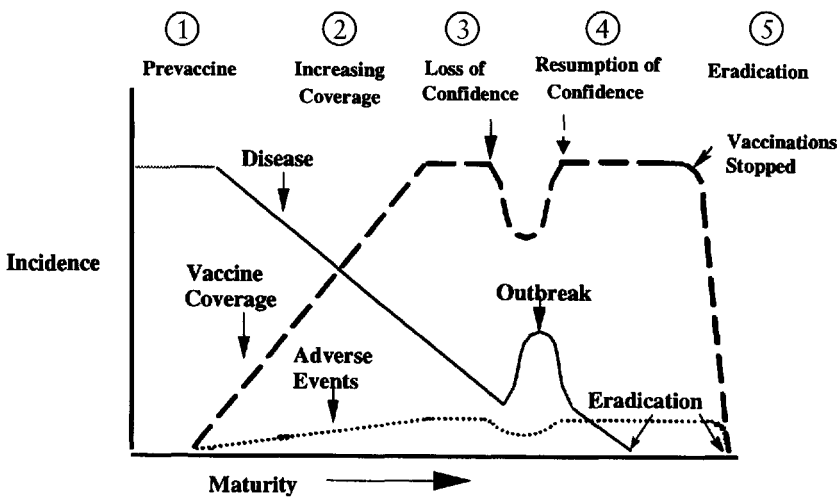 ① ② ③ ④ ⑤
Prevaccine
Increasing
Coverage
Loss of
Confidence
Resumption of
Confidence
Eradication
Vaccinations
Stopped
Disease
Incidence
Vaccine
Coverage
Outbreak
Adverse
Events
Eradication
Maturity